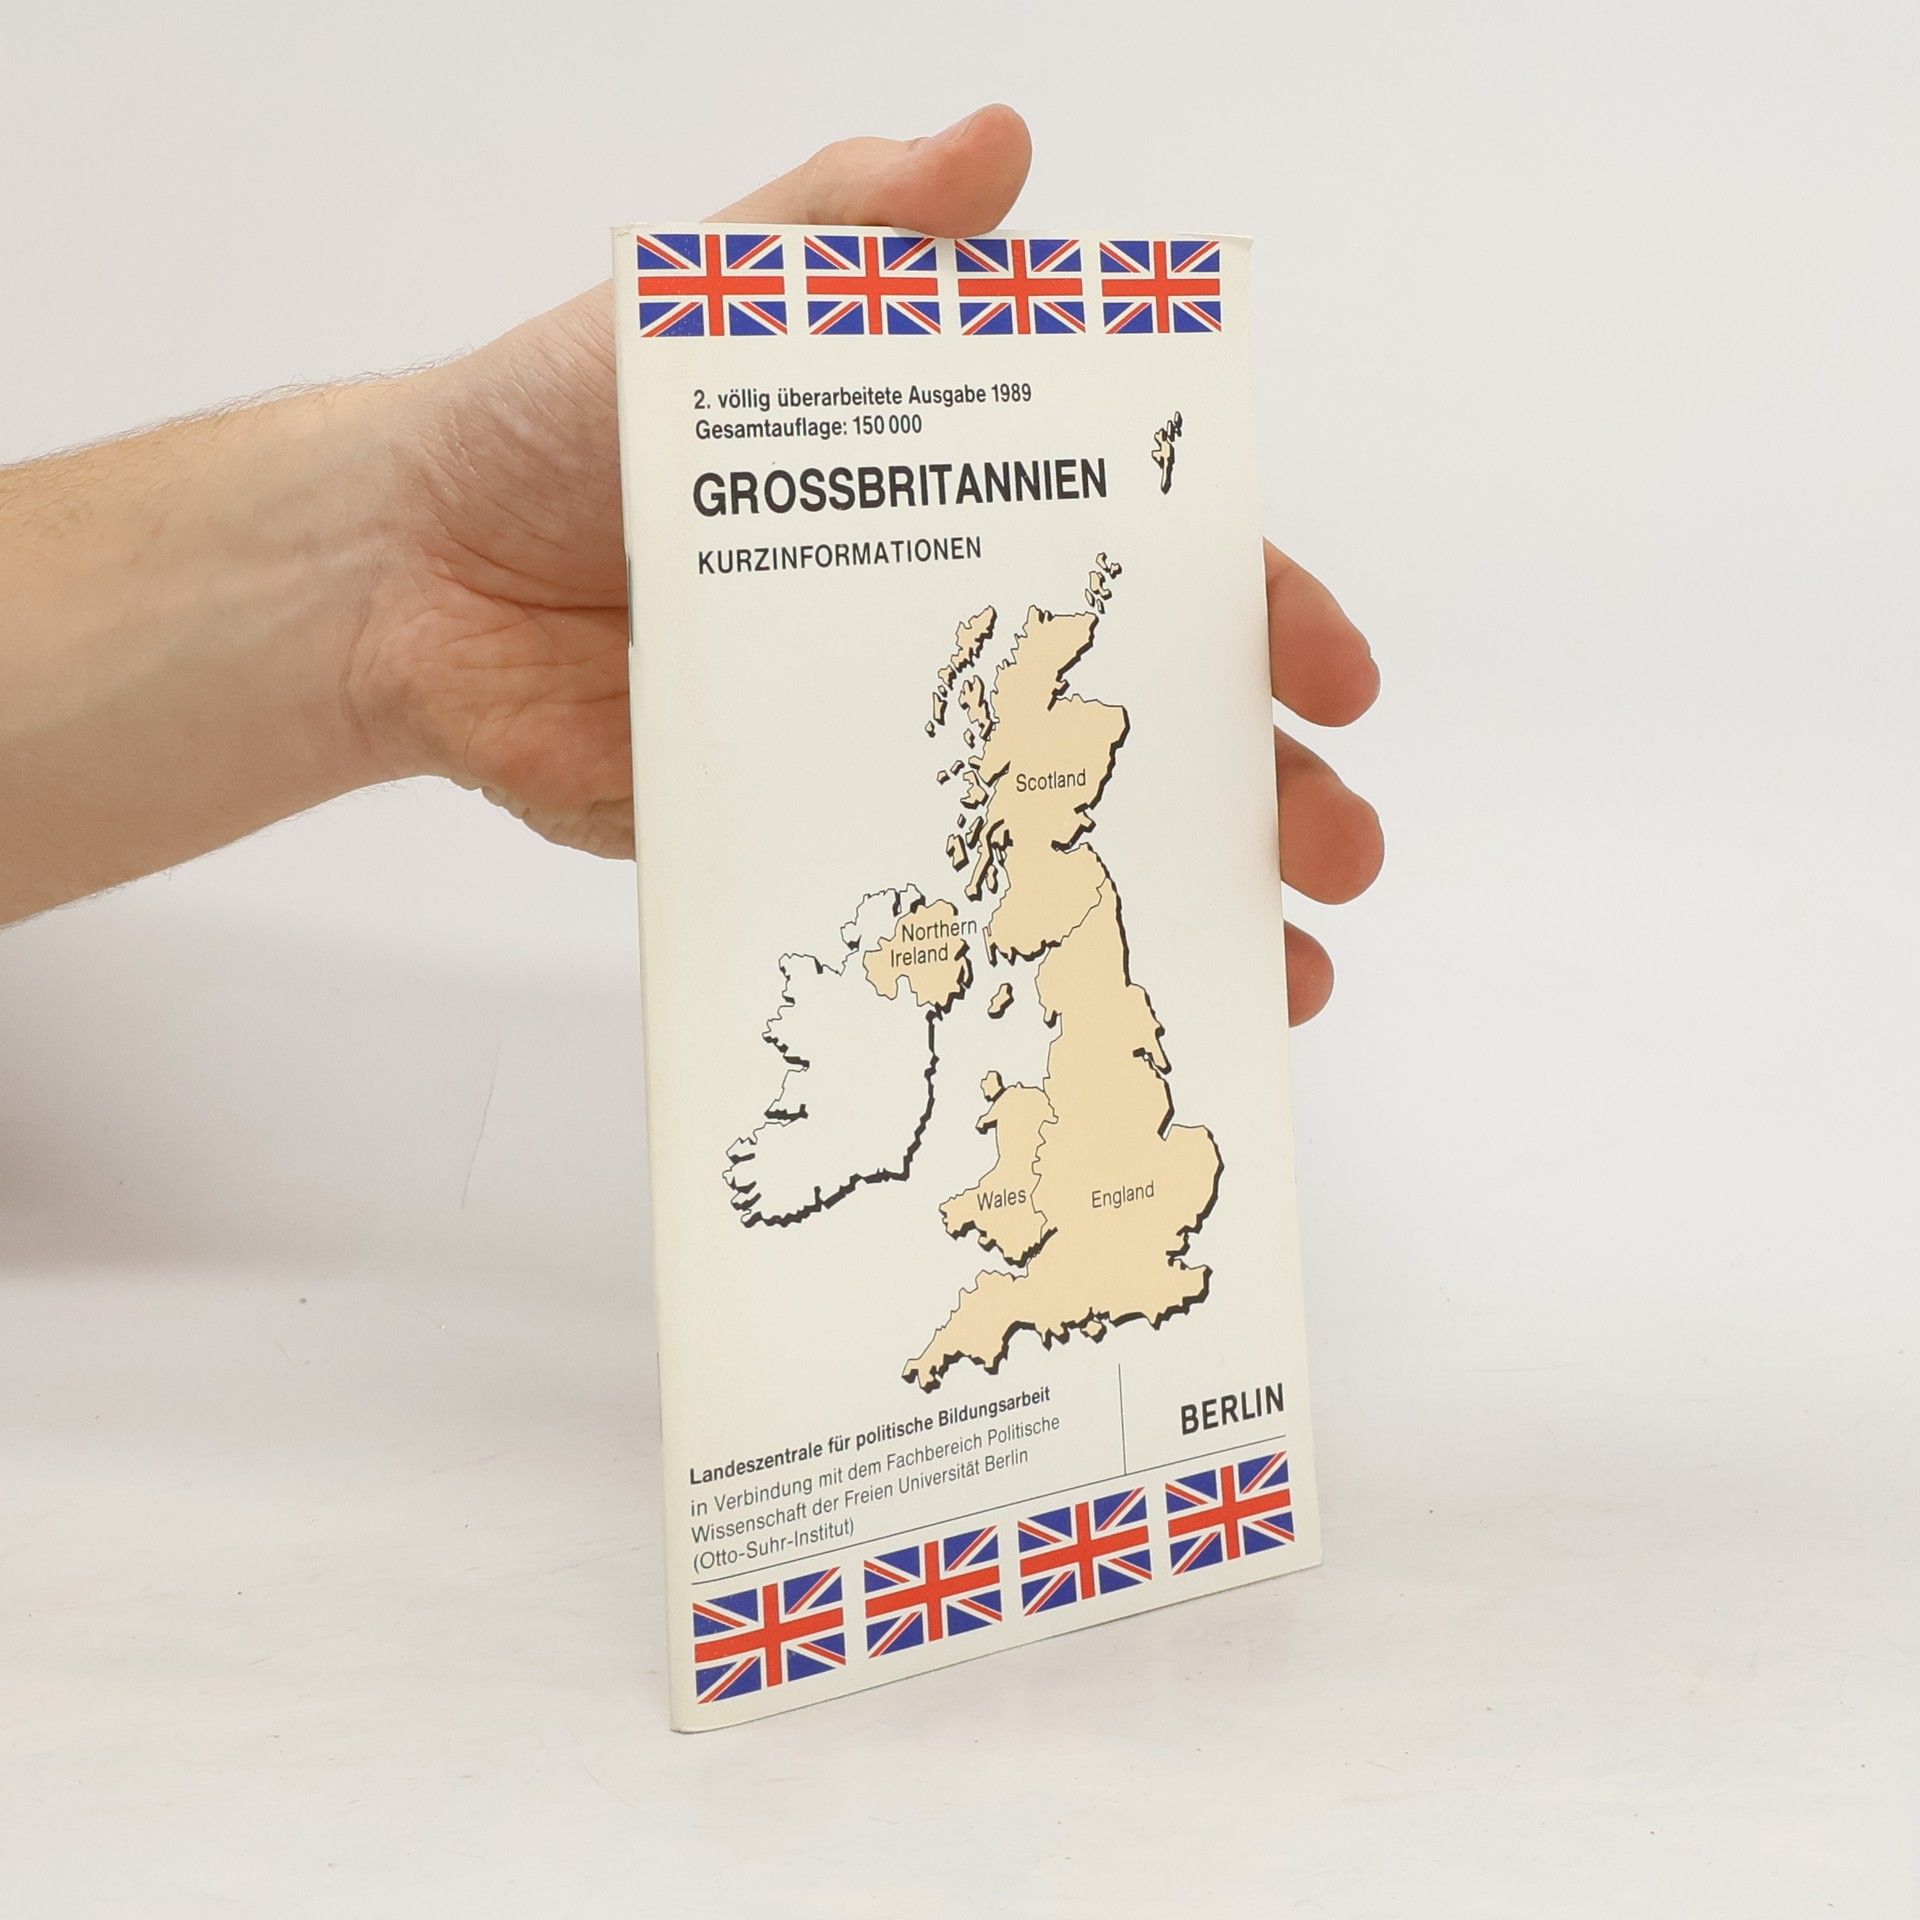 2. völlig überarbeitete Ausgabe 1989
Gesamtauflage: 150 000
GROSSBRITANNIEN
KURZINFORMATIONEN
Scotland
Northern
Ireland
Wales
England
Landeszentrale für politische Bildungsarbeit
in Verbindung mit dem Fachbereich Politische
Wissenschaft der Freien Universität Berlin
(Otto-Suhr-Institut)
BERLIN